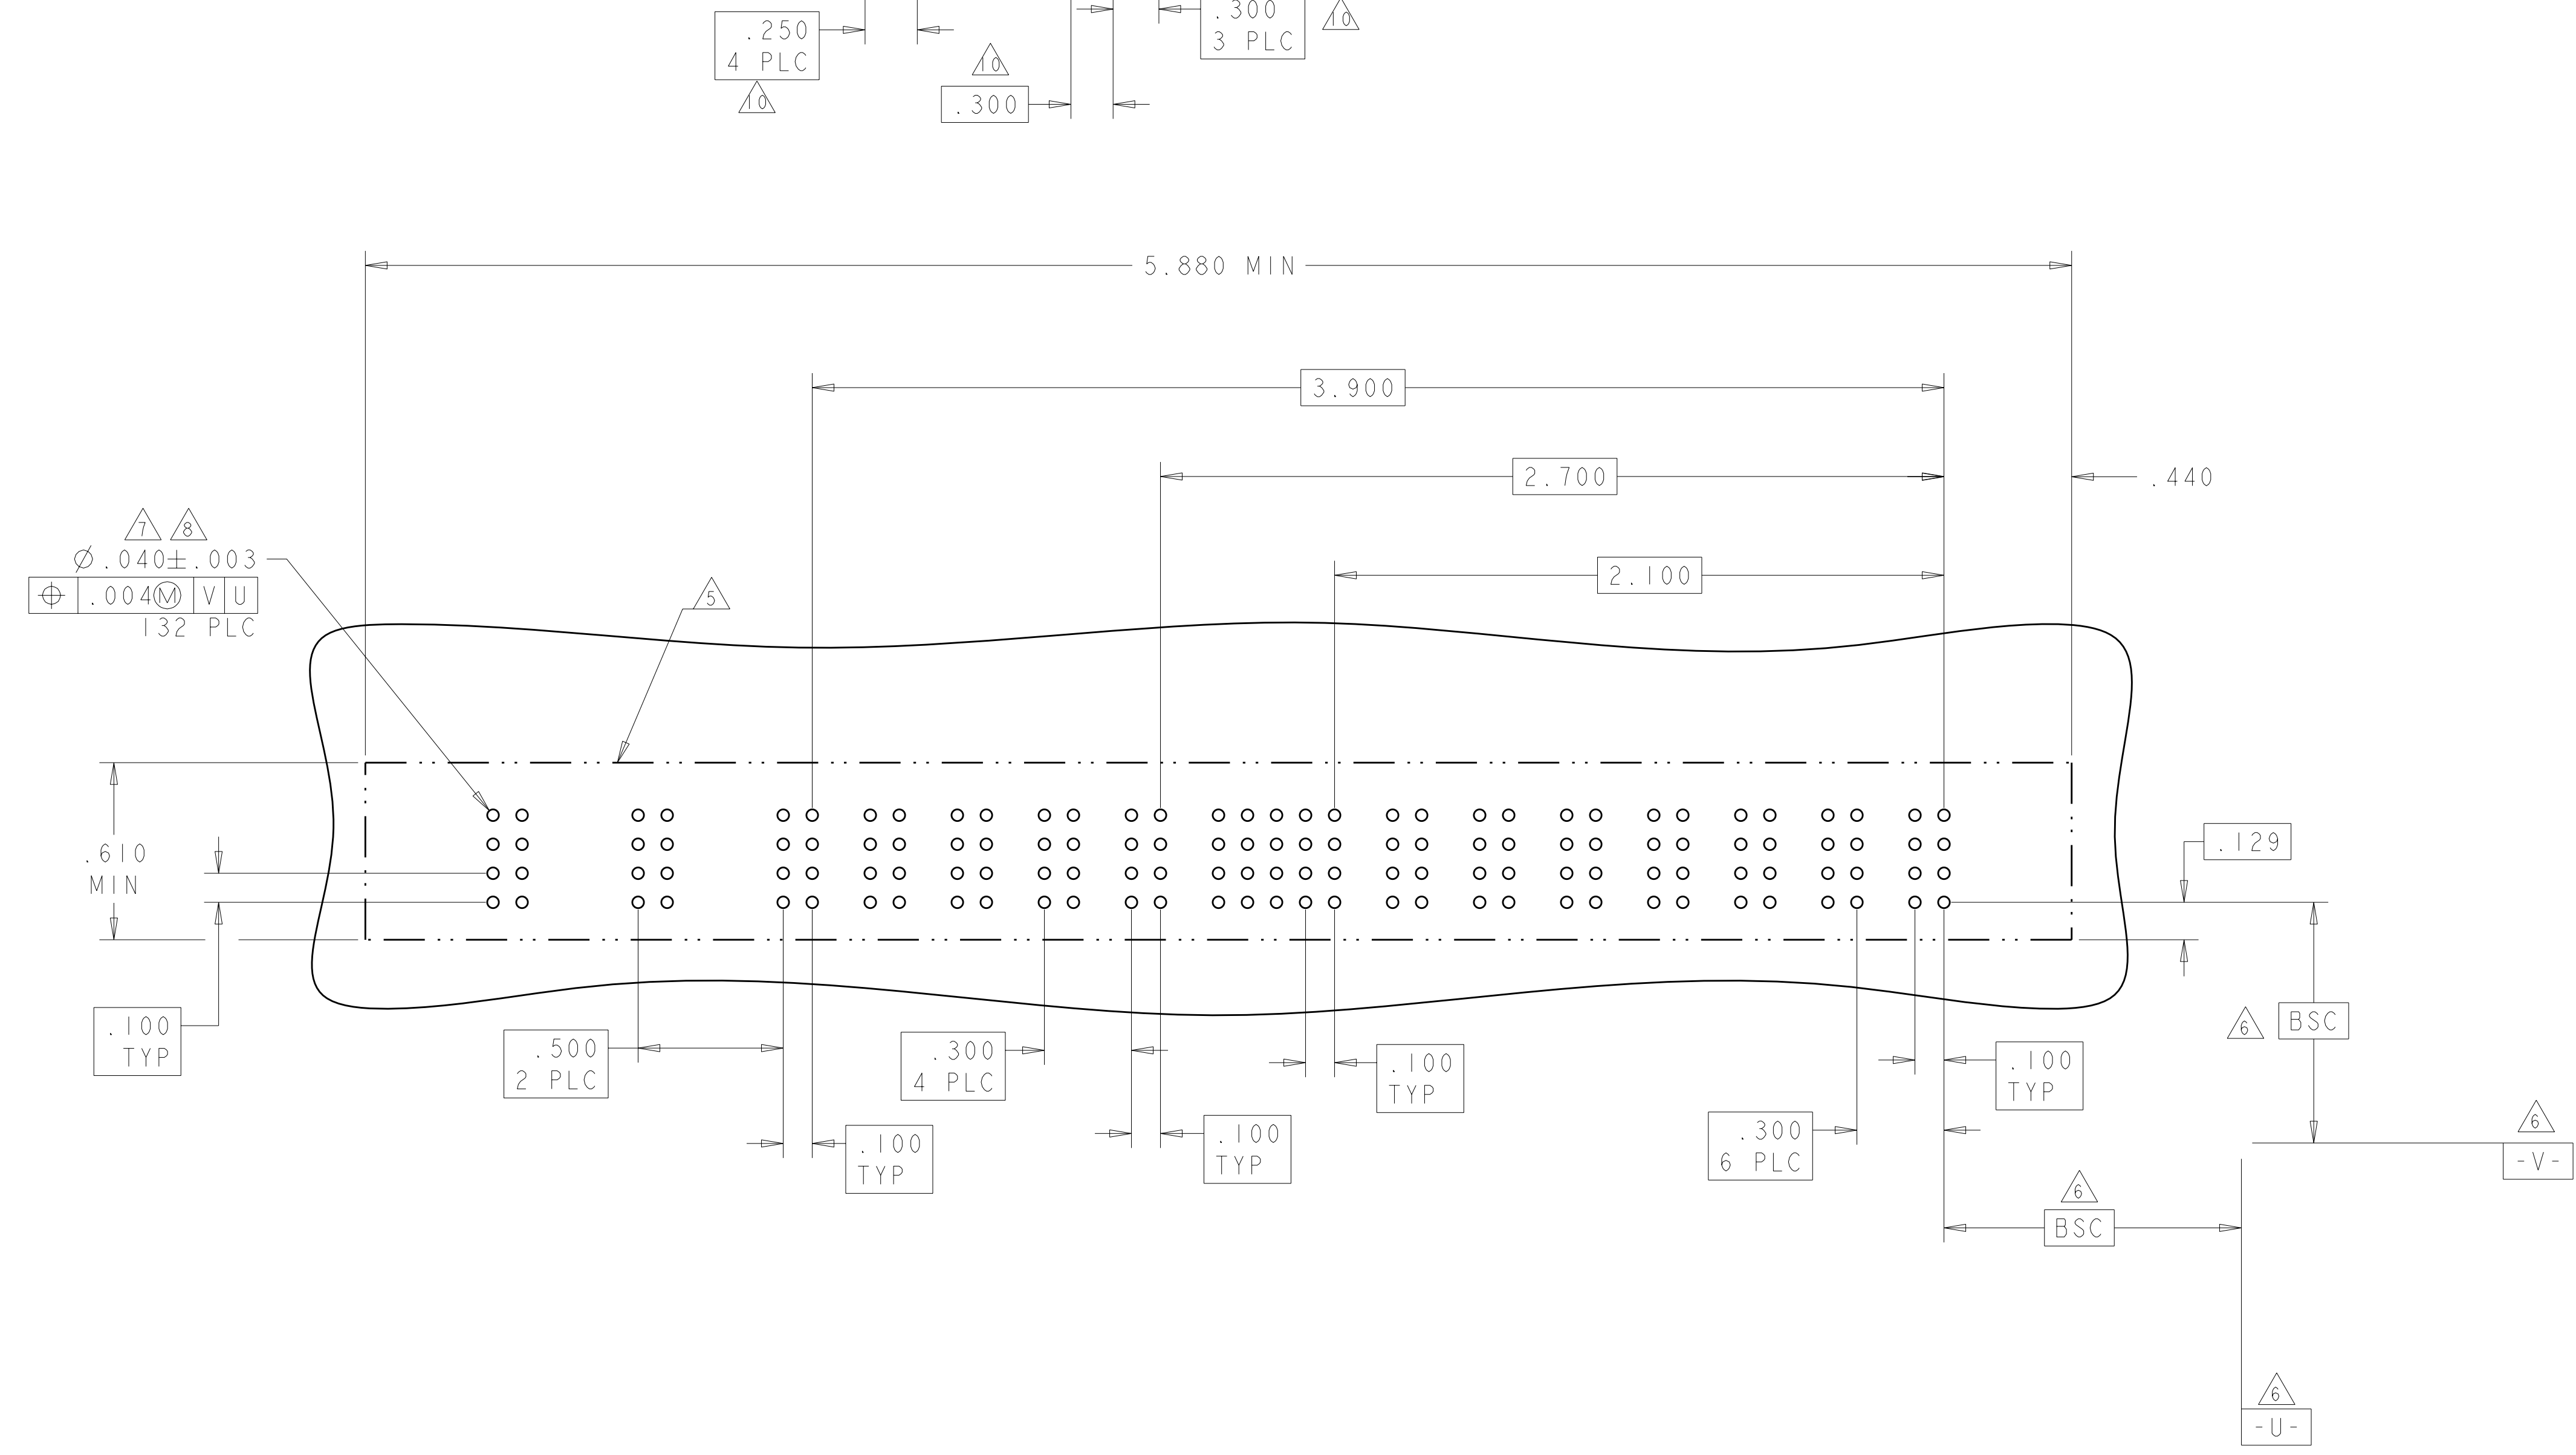 .300
3 PLC
10
.250
4 PLC
10
10
.300
5.880 MIN
3.900
2.700
.440
2.100
7 8
Ø.040±.003
⌖ .004Ⓜ V U
132 PLC
5
.610
MIN
.129
.100
TYP
.500
2 PLC
.300
4 PLC
.100
TYP
.100
TYP
6
BSC
.100
TYP
.100
TYP
.300
6 PLC
6
-V-
6
BSC
6
-U-